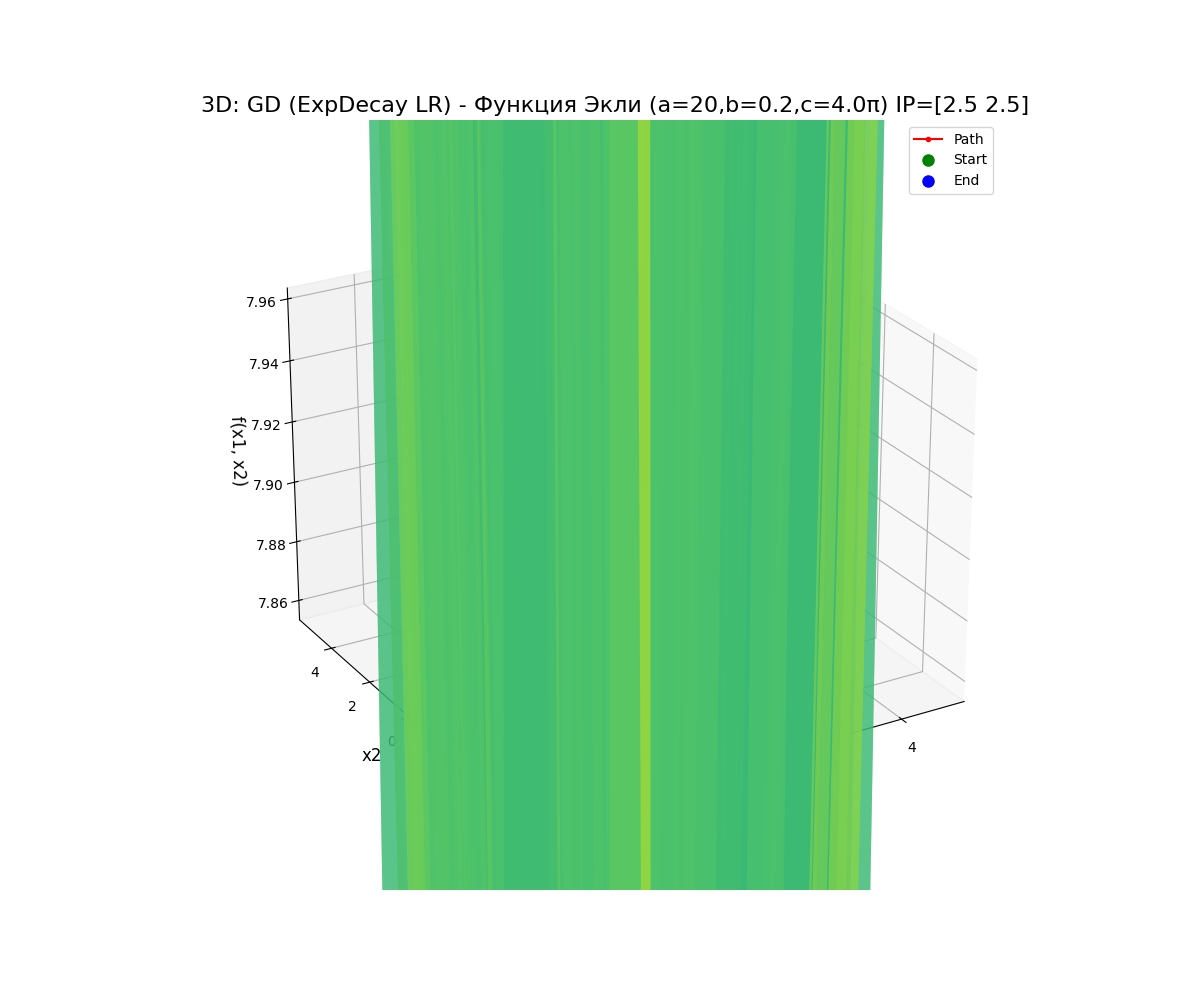 3D: GD (ExpDecay LR) - Функция Экли (a=20,b=0.2,c=4.0π) IP=[2.5 2.5]
Path
Start
End
7.96
7.94
7.92
7.90
7.88
7.86
f(x1, x2)
4
2
0
x2
4